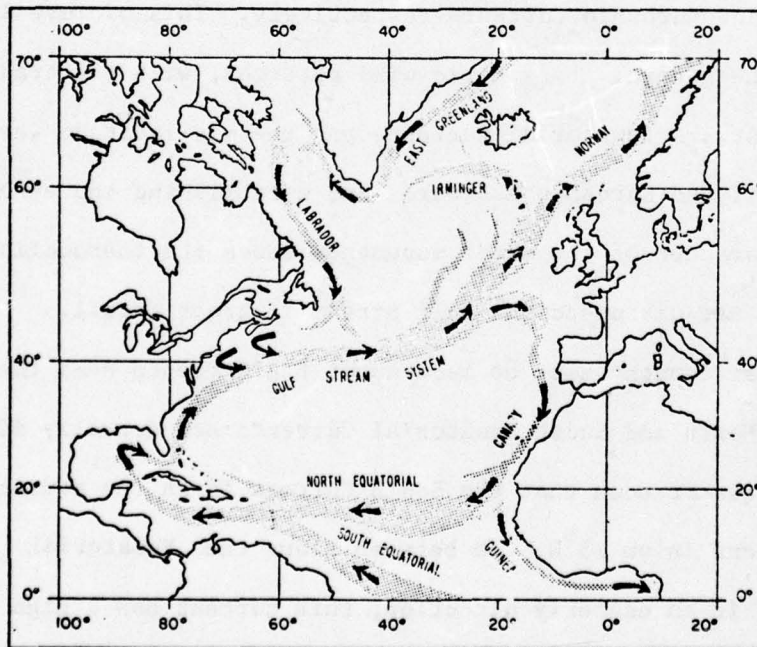 100° 80° 60° 40° 20° 0° 20°
70° 70°
EAST GREENLAND
NORWAY
IRMINGER
60° 60
LABRADOR
40° 40°
GULF STREAM SYSTEM
CANARY
NORTH EQUATORIAL
20° 20°
SOUTH EQUATORIAL
GUINEA
0° 0°
100° 80° 60° 40° 20° 0° 20°